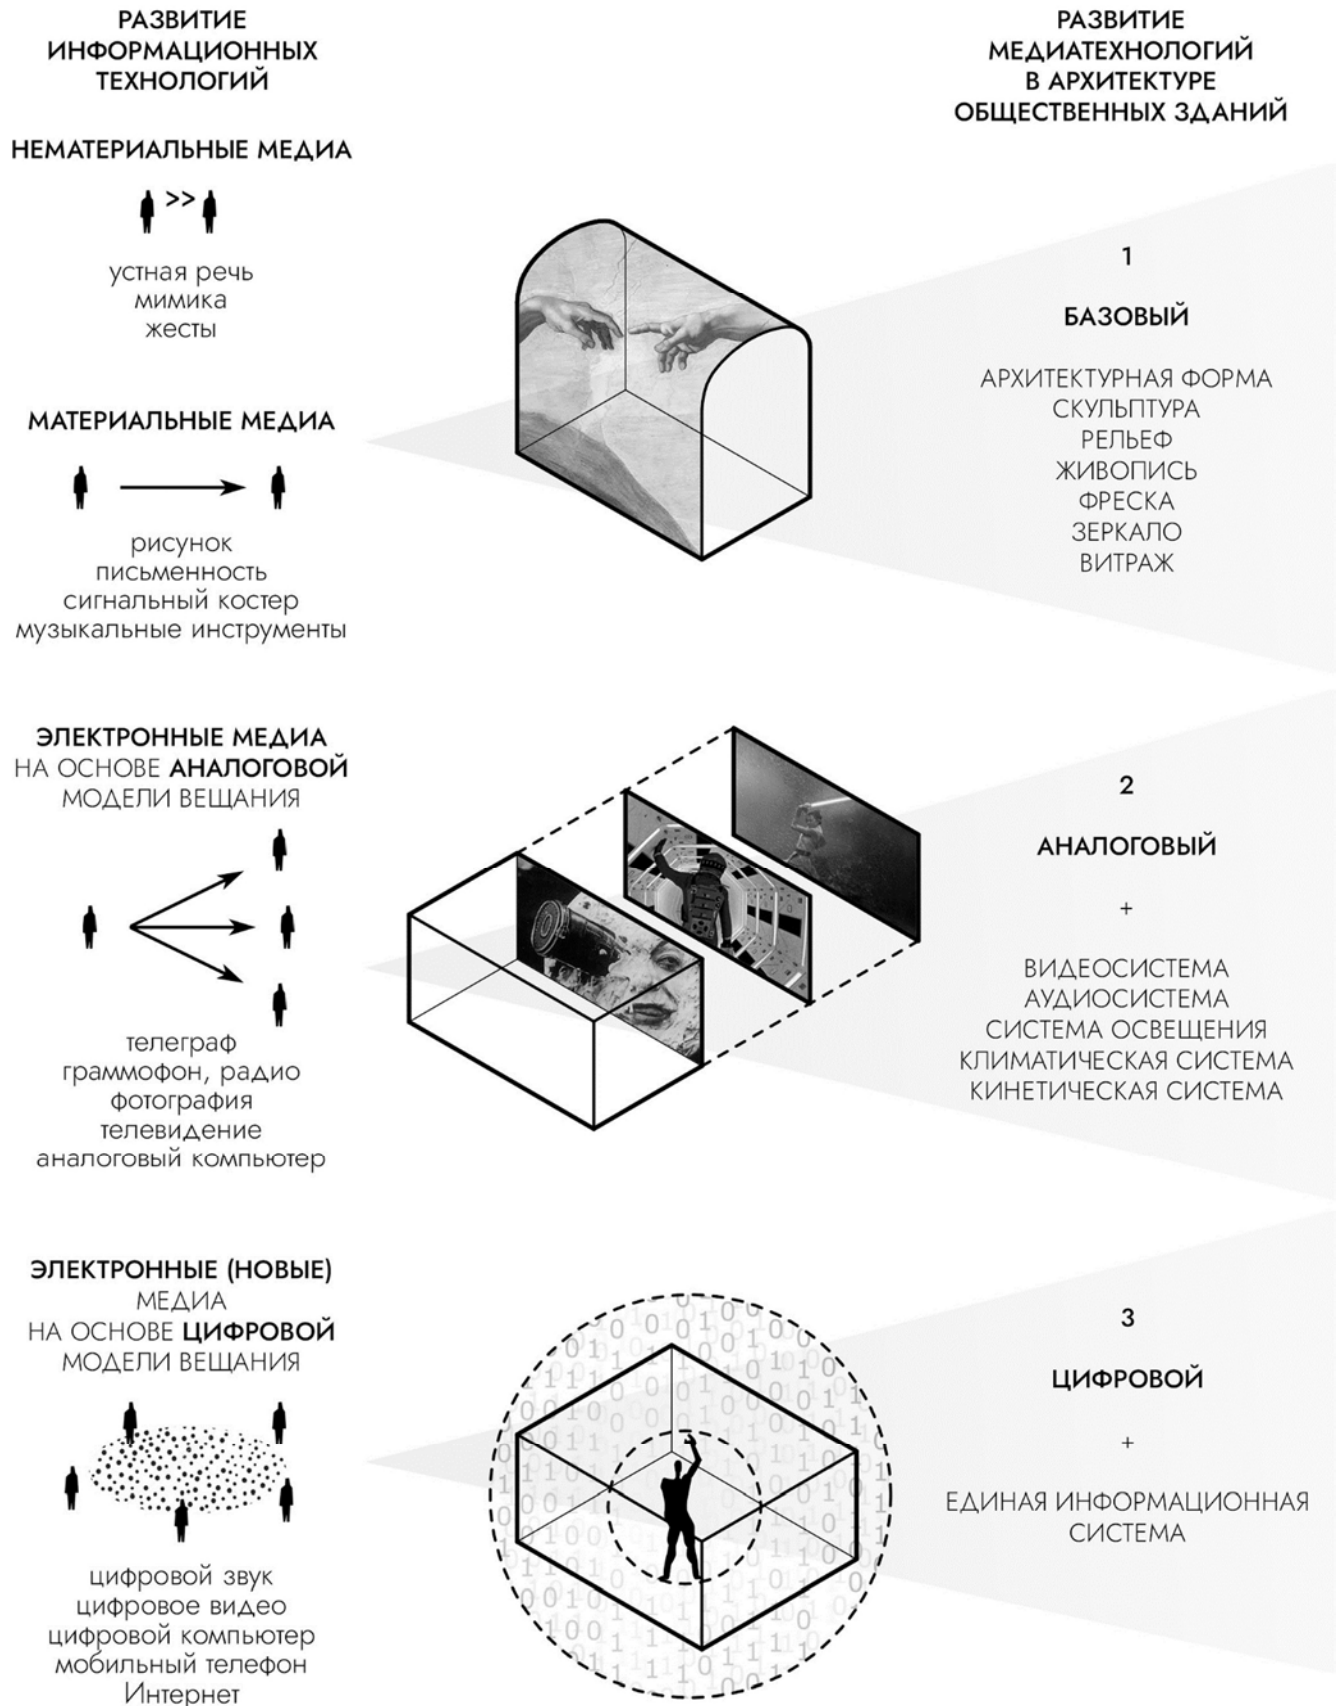 РАЗВИТИЕ
ИНФОРМАЦИОННЫХ
ТЕХНОЛОГИЙ
РАЗВИТИЕ
МЕДИАТЕХНОЛОГИЙ
В АРХИТЕКТУРЕ
ОБЩЕСТВЕННЫХ ЗДАНИЙ
НЕМАТЕРИАЛЬНЫЕ МЕДИА
>>
устная речь
мимика
жесты
МАТЕРИАЛЬНЫЕ МЕДИА
рисунок
письменность
сигнальный костер
музыкальные инструменты
1
БАЗОВЫЙ
АРХИТЕКТУРНАЯ ФОРМА
СКУЛЬПТУРА
РЕЛЬЕФ
ЖИВОПИСЬ
ФРЕСКА
ЗЕРКАЛО
ВИТРАЖ
ЭЛЕКТРОННЫЕ МЕДИА
НА ОСНОВЕ АНАЛОГОВОЙ
МОДЕЛИ ВЕЩАНИЯ
телеграф
граммофон, радио
фотография
телевидение
аналоговый компьютер
2
АНАЛОГОВЫЙ
+
ВИДЕОСИСТЕМА
АУДИОСИСТЕМА
СИСТЕМА ОСВЕЩЕНИЯ
КЛИМАТИЧЕСКАЯ СИСТЕМА
КИНЕТИЧЕСКАЯ СИСТЕМА
ЭЛЕКТРОННЫЕ (НОВЫЕ)
МЕДИА
НА ОСНОВЕ ЦИФРОВОЙ
МОДЕЛИ ВЕЩАНИЯ
цифровой звук
цифровое видео
цифровой компьютер
мобильный телефон
Интернет
3
ЦИФРОВОЙ
+
ЕДИНАЯ ИНФОРМАЦИОННАЯ
СИСТЕМА